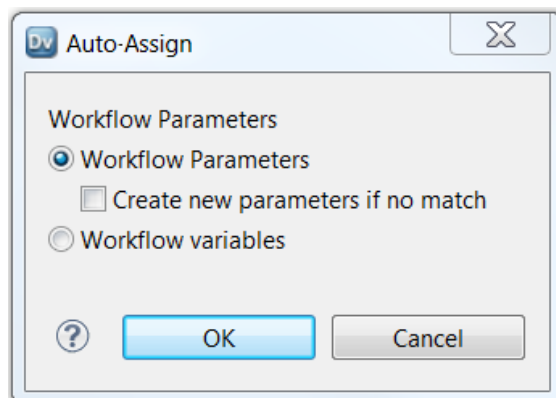 Dv Auto-Assign
Workflow Parameters
Workflow Parameters
Create new parameters if no match
Workflow variables
? OK Cancel